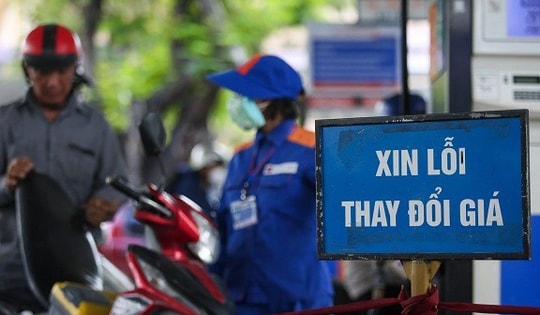 XIN LỖI
THAY ĐỔI GIÁ